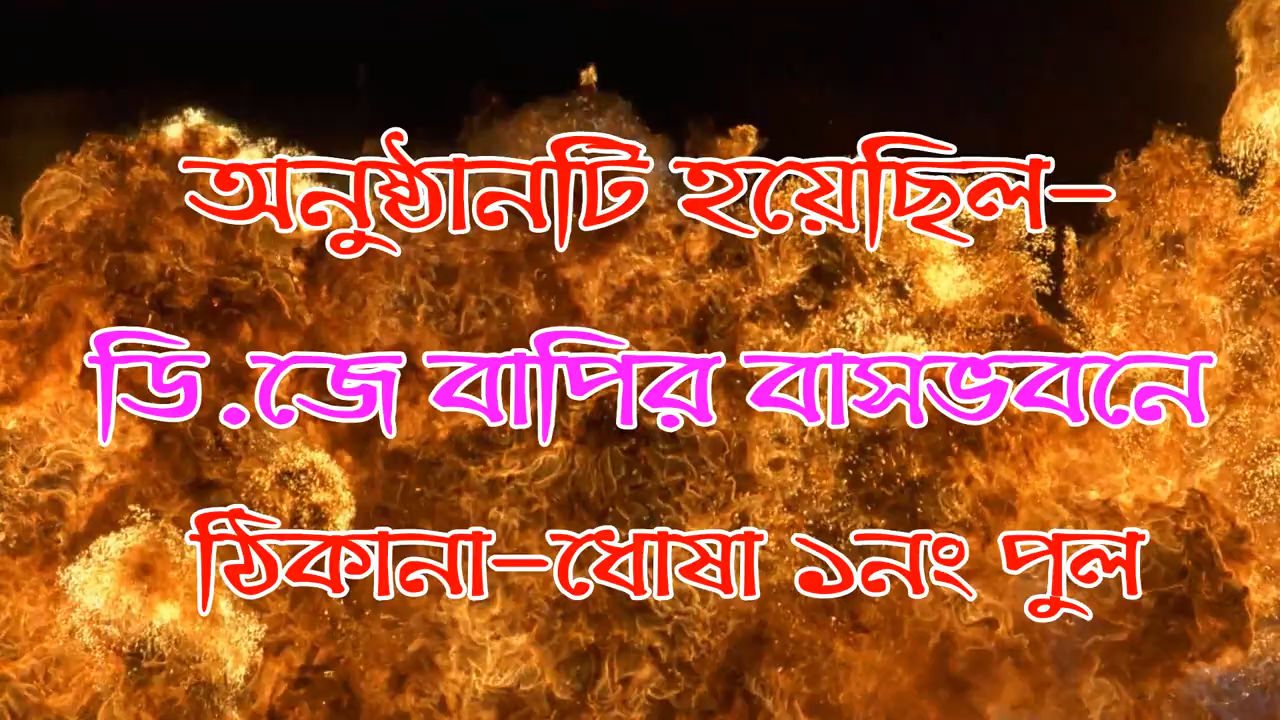 অনুষ্ঠানটি হয়েছিল-
ডি.জে বাপির বাসভবনে
ঠিকানা-ধোষা ১নং পুল